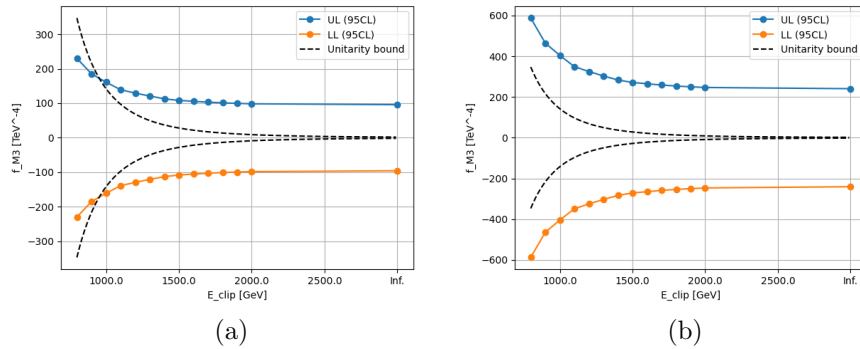 UL (95CL)
LL (95CL)
Unitarity bound
300
200
100
0
−100
−200
−300
f_M3 [TeV^-4]
1000.0 1500.0 2000.0 2500.0 Inf.
E_clip [GeV]
(a)
UL (95CL)
LL (95CL)
Unitarity bound
600
400
200
0
−200
−400
−600
f_M3 [TeV^-4]
1000.0 1500.0 2000.0 2500.0 Inf.
E_clip [GeV]
(b)